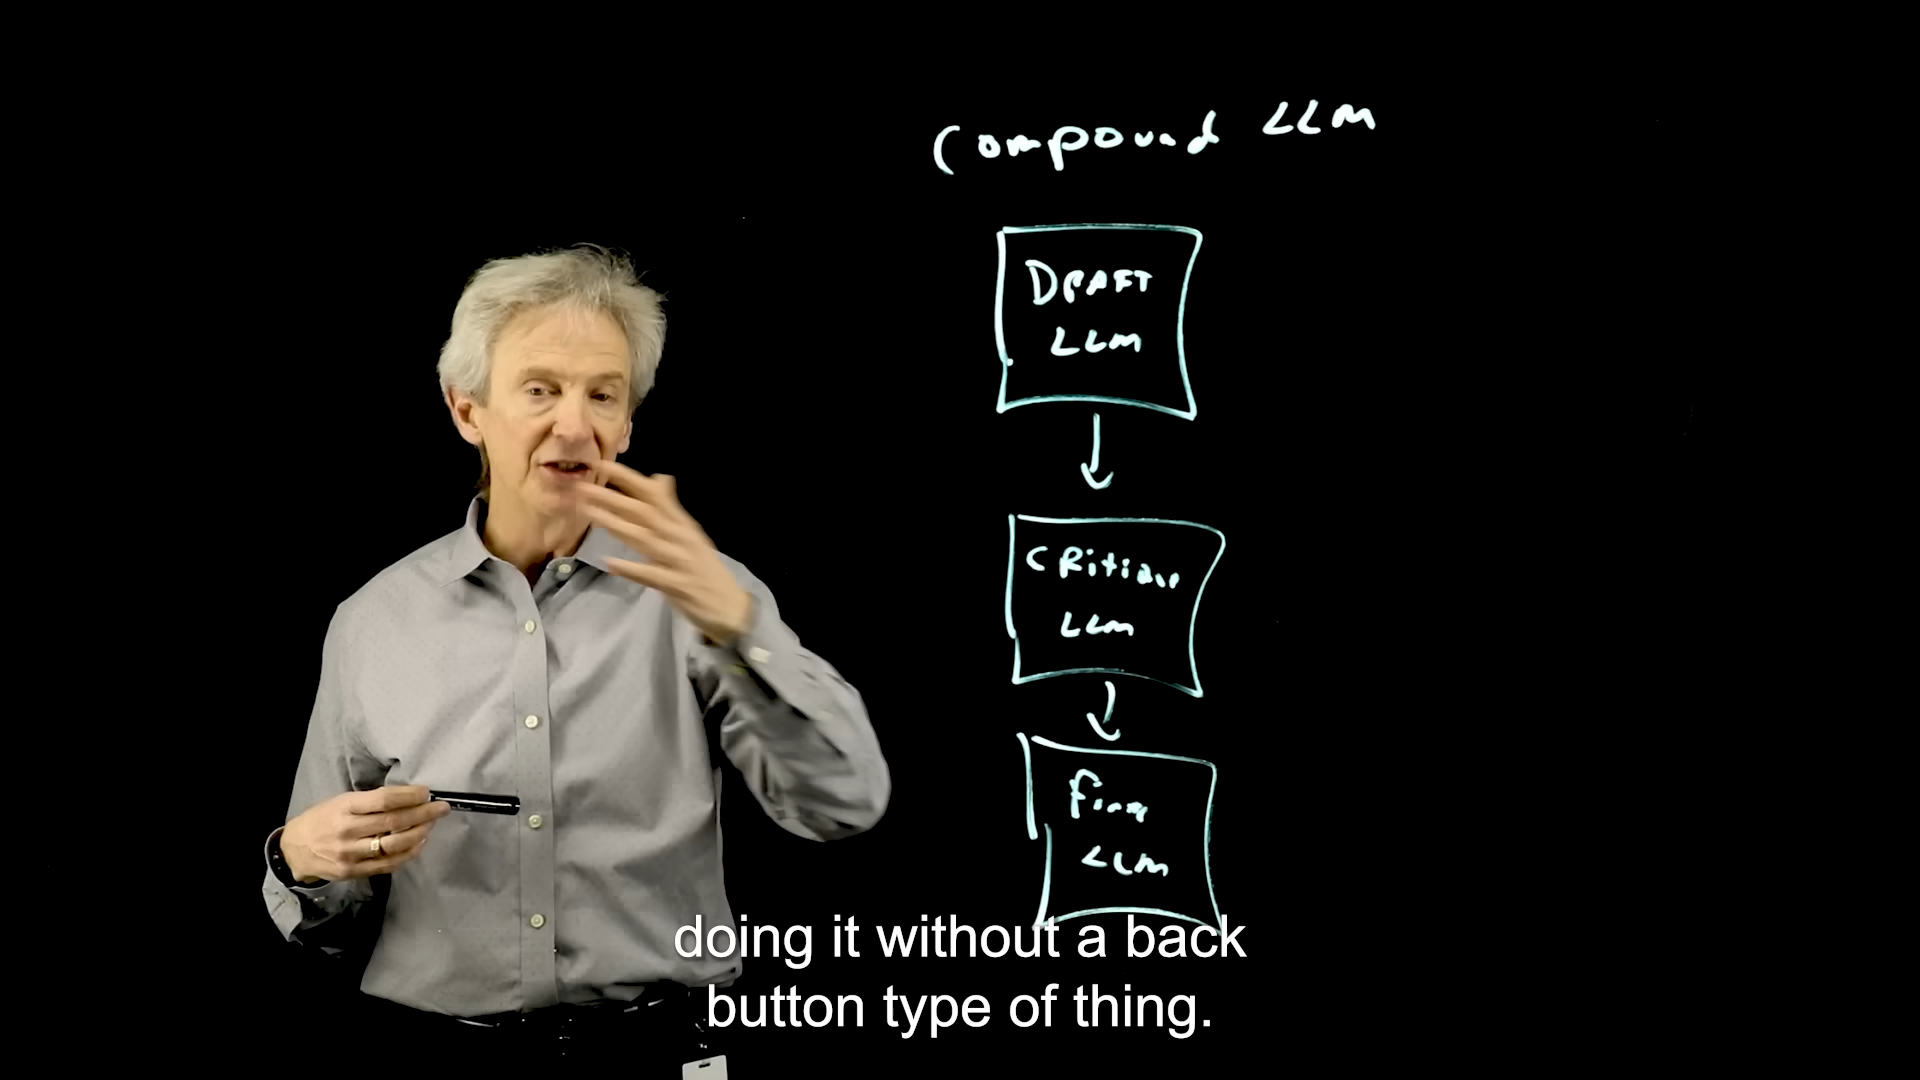 Compound LLM
DRAFT
LLM
CRitique
LLM
Final
LLM
doing it without a back
button type of thing.